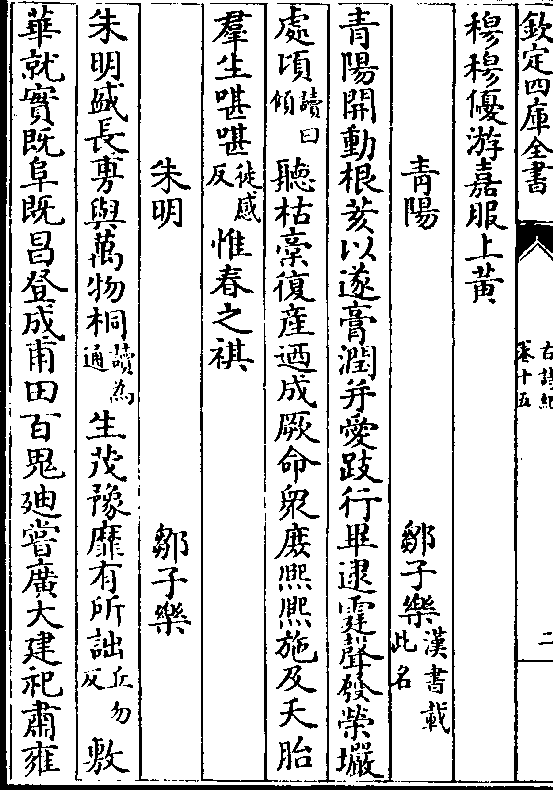 欽定四庫全書
古詩紀
卷十五
二
穆穆優游嘉服上黃
青陽 鄒子樂漢書載此名
青陽開動根荄以遂膏潤并愛跂行畢逮霆聲發榮壧
處頃讀曰傾聽枯槀復産迺成厥命衆庶熙熙施及夭胎
羣生啿啿徒感反惟春之祺
朱明 鄒子樂
朱明盛長旉與萬物桐讀為通生茂豫靡有所詘丘勿反敷
華就實既阜既昌登成甫田百鬼廸嘗廣大建祀肅雍